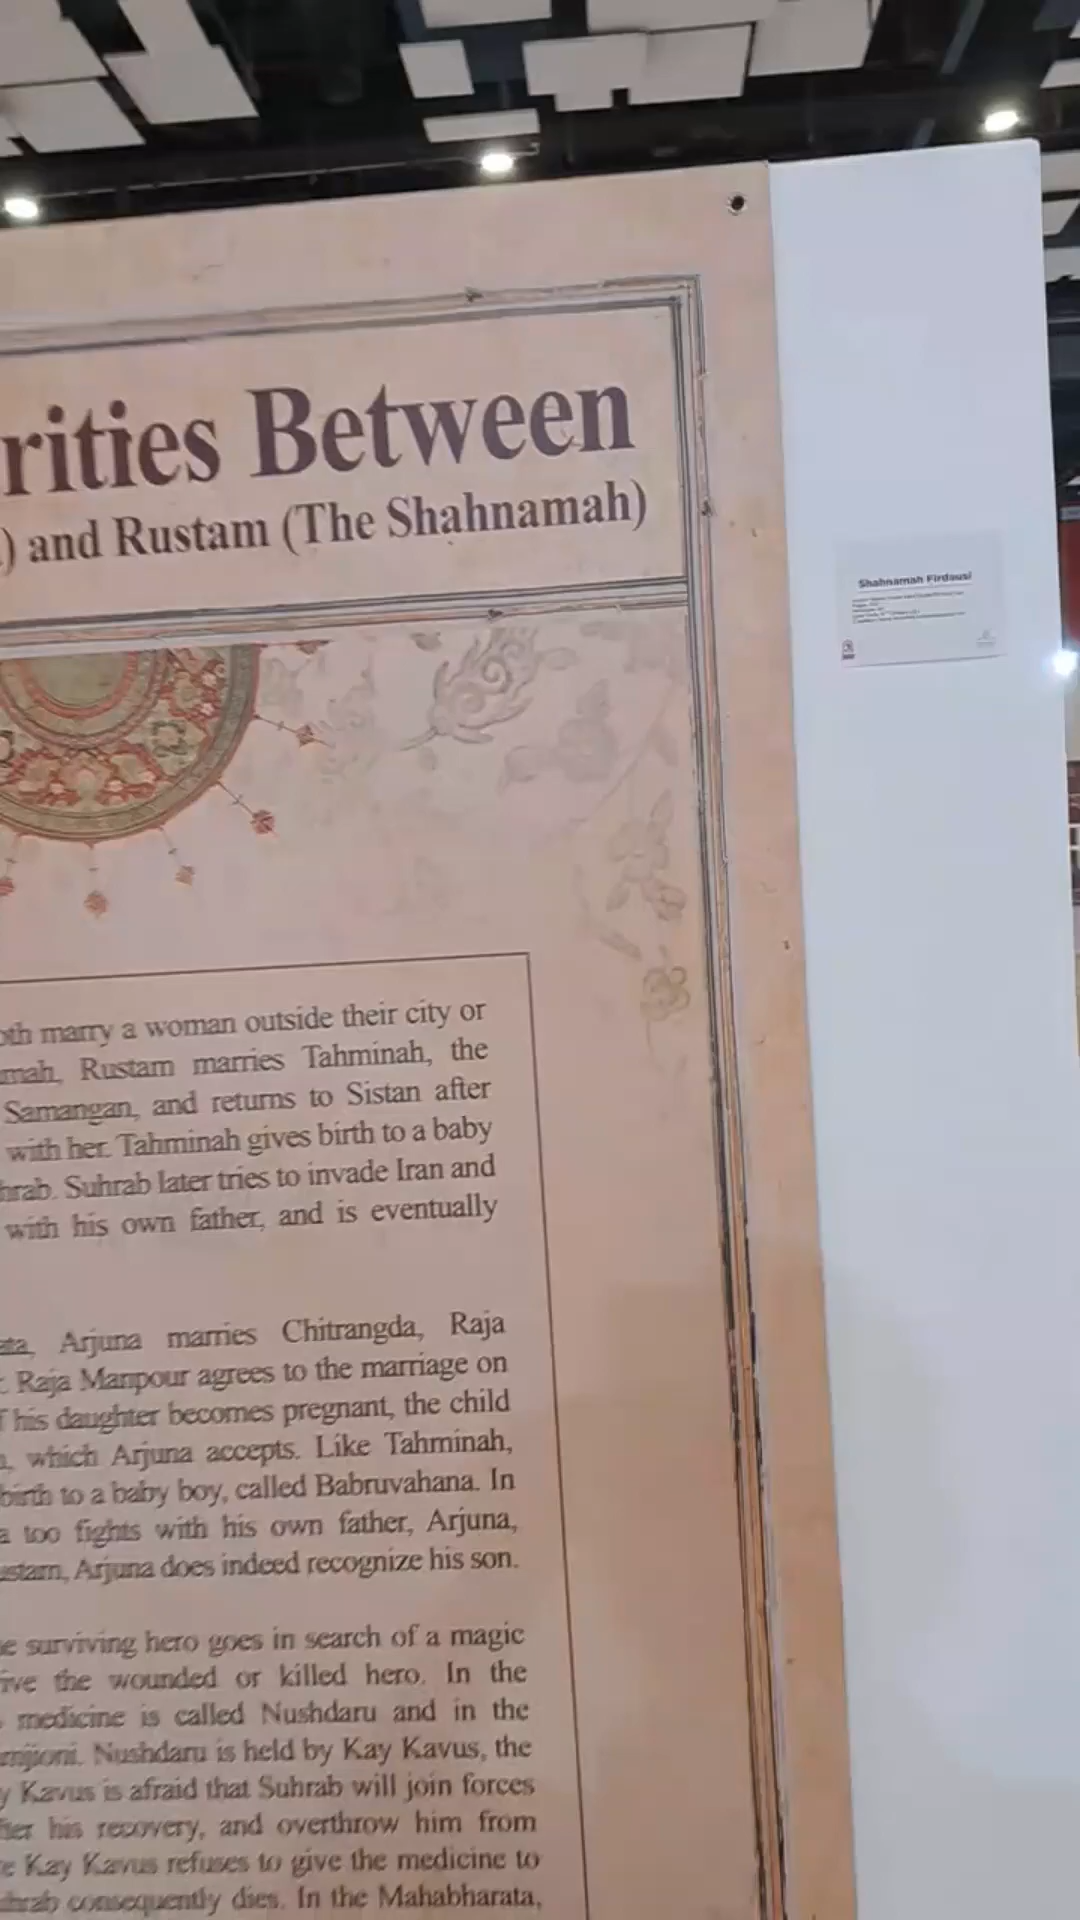 rities Between
) and Rustam (The Shahnamah)
Shahnamah Firdausi
oth marry a woman outside their city or
mah, Rustam marries Tahminah, the
Samangan, and returns to Sistan after
with her. Tahminah gives birth to a baby
hrab. Suhrab later tries to invade Iran and
with his own father, and is eventually
ata, Arjuna marries Chitrangda, Raja
: Raja Manpour agrees to the marriage on
f his daughter becomes pregnant, the child
, which Arjuna accepts. Like Tahminah,
birth to a baby boy, called Babruvahana. In
a too fights with his own father, Arjuna,
ustam, Arjuna does indeed recognize his son.
e surviving hero goes in search of a magic
ive the wounded or killed hero. In the
medicine is called Nushdaru and in the
mjioni. Nushdaru is held by Kay Kavus, the
y Kavus is afraid that Suhrab will join forces
fter his recovery, and overthrow him from
e Kay Kavus refuses to give the medicine to
uhrab consequently dies. In the Mahabharata,